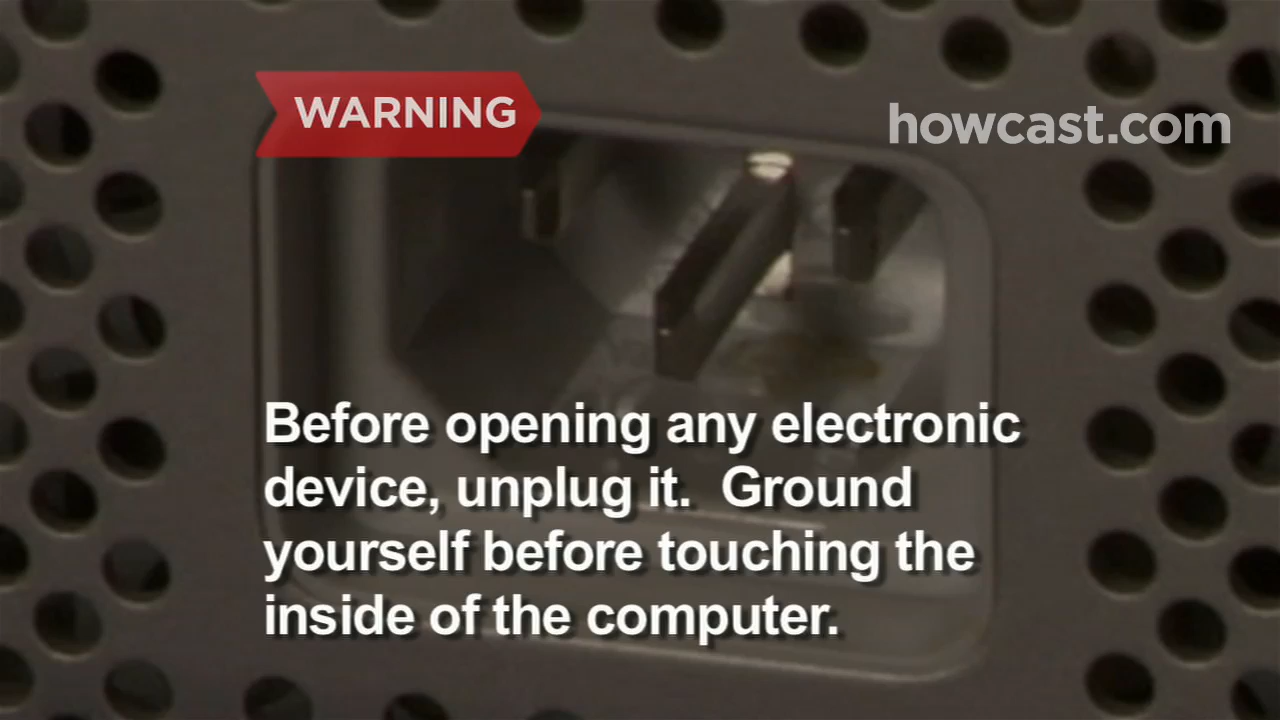 WARNING
howcast.com
Before opening any electronic
device, unplug it.  Ground
yourself before touching the
inside of the computer.